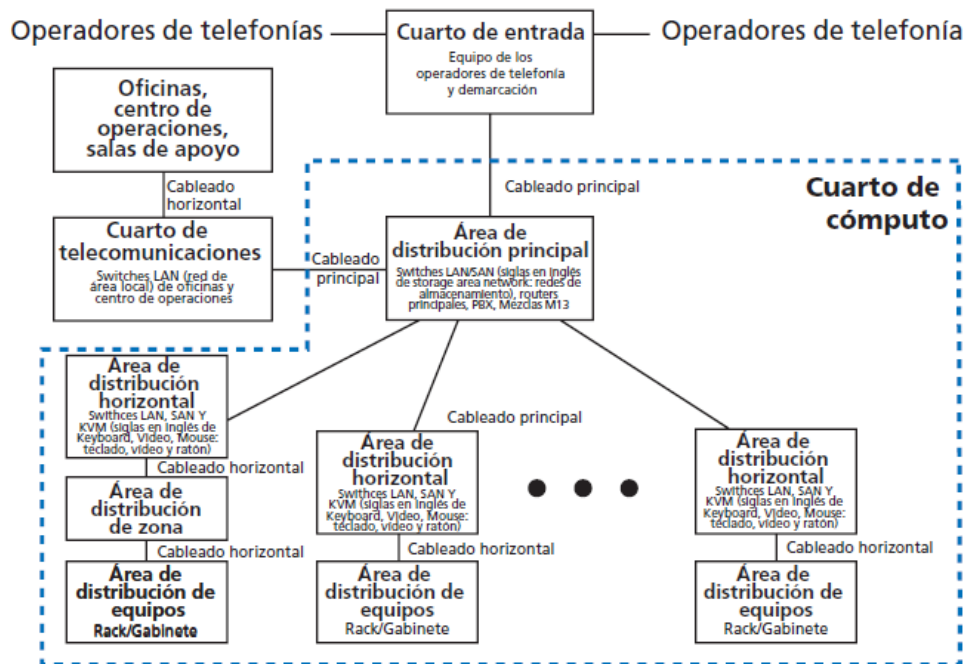 Operadores de telefonías
Cuarto de entrada
Equipo de los
operadores de telefonía
y demarcación
Operadores de telefonía
Oficinas,
centro de
operaciones,
salas de apoyo
Cableado
horizontal
Cableado principal
Cuarto de
cómputo
Cuarto de
telecomunicaciones
Switches LAN (red de
área local) de oficinas y
centro de operaciones
Cableado
principal
Área de
distribución principal
Switches LAN/SAN (siglas en inglés
de storage area network: redes de
almacenamiento), routers
principales, PBX, Mezclas M13
Área de
distribución
horizontal
Swithces LAN, SAN Y
KVM (siglas en inglés de
Keyboard, Video, Mouse:
teclado, vídeo y ratón)
Cableado horizontal
Área de
distribución
de zona
Cableado horizontal
Área de
distribución de
equipos
Rack/Gabinete
Cableado principal
Área de
distribución
horizontal
Swithces LAN, SAN Y
KVM (siglas en inglés de
Keyboard, Video, Mouse:
teclado, vídeo y ratón)
Cableado horizontal
Área de
distribución de
equipos
Rack/Gabinete
Área de
distribución
horizontal
Swithces LAN, SAN Y
KVM (siglas en inglés de
Keyboard, Video, Mouse:
teclado, vídeo y ratón)
Cableado horizontal
Área de
distribución de
equipos
Rack/Gabinete